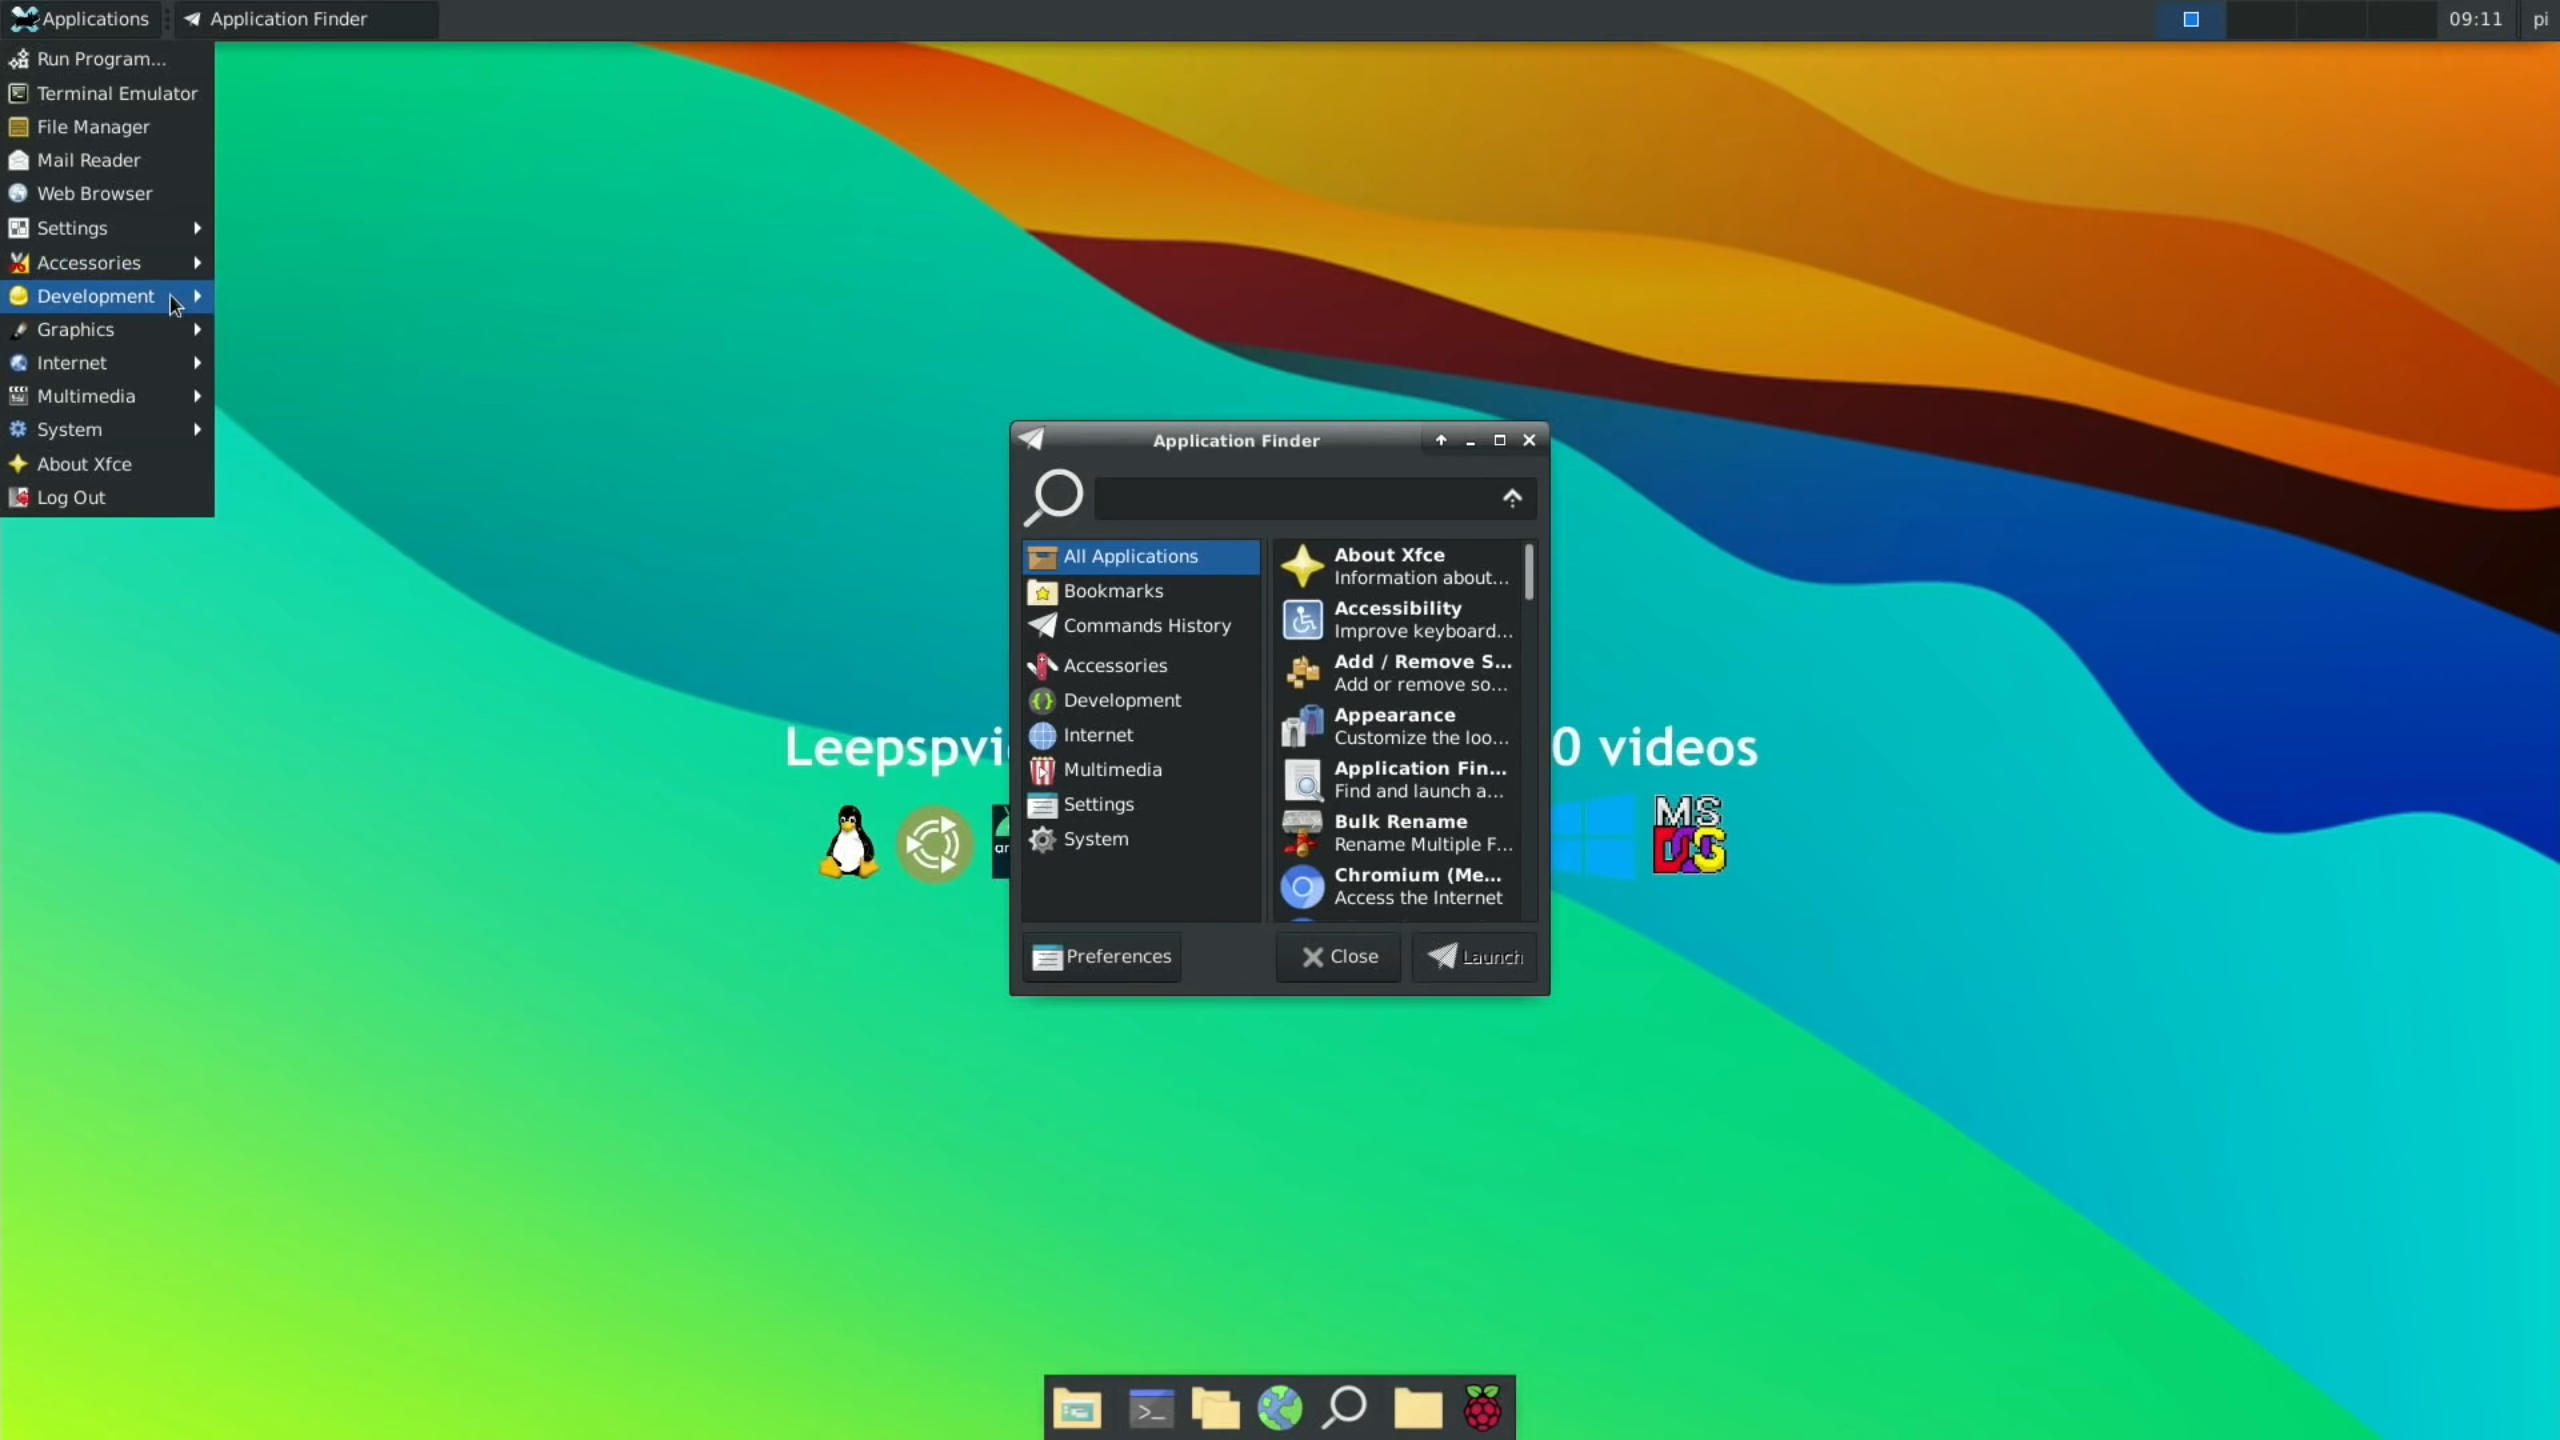 Applications
Application Finder
09:11
pi
Run Program...
Terminal Emulator
File Manager
Mail Reader
Web Browser
Settings
Accessories
Development
Graphics
Internet
Multimedia
System
About Xfce
Log Out
Application Finder
All Applications
Bookmarks
Commands History
Accessories
Development
Internet
Multimedia
Settings
System
About Xfce
Information about...
Accessibility
Improve keyboard...
Add / Remove S...
Add or remove so...
Appearance
Customize the loo...
Application Fin...
Find and launch a...
Bulk Rename
Rename Multiple F...
Chromium (Me...
Access the Internet
Preferences
Close
Launch
Leepspvi
0 videos
ar
MS
DOS